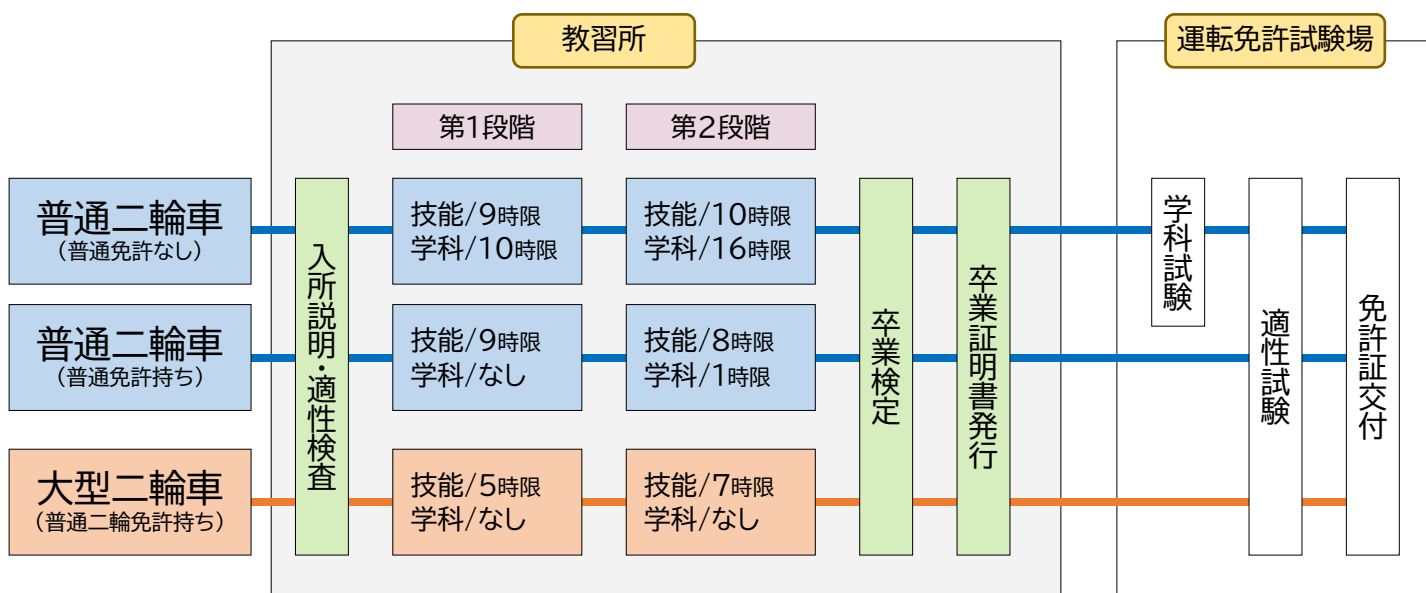 教習所
運転免許試験場
第1段階
第2段階
普通二輪車
(普通免許なし)
入所説明・適性検査
技能/9時限
学科/10時限
技能/10時限
学科/16時限
卒業検定
卒業証明書発行
学科試験
適性試験
免許証交付
普通二輪車
(普通免許持ち)
技能/9時限
学科/なし
技能/8時限
学科/1時限
大型二輪車
(普通二輪免許持ち)
技能/5時限
学科/なし
技能/7時限
学科/なし